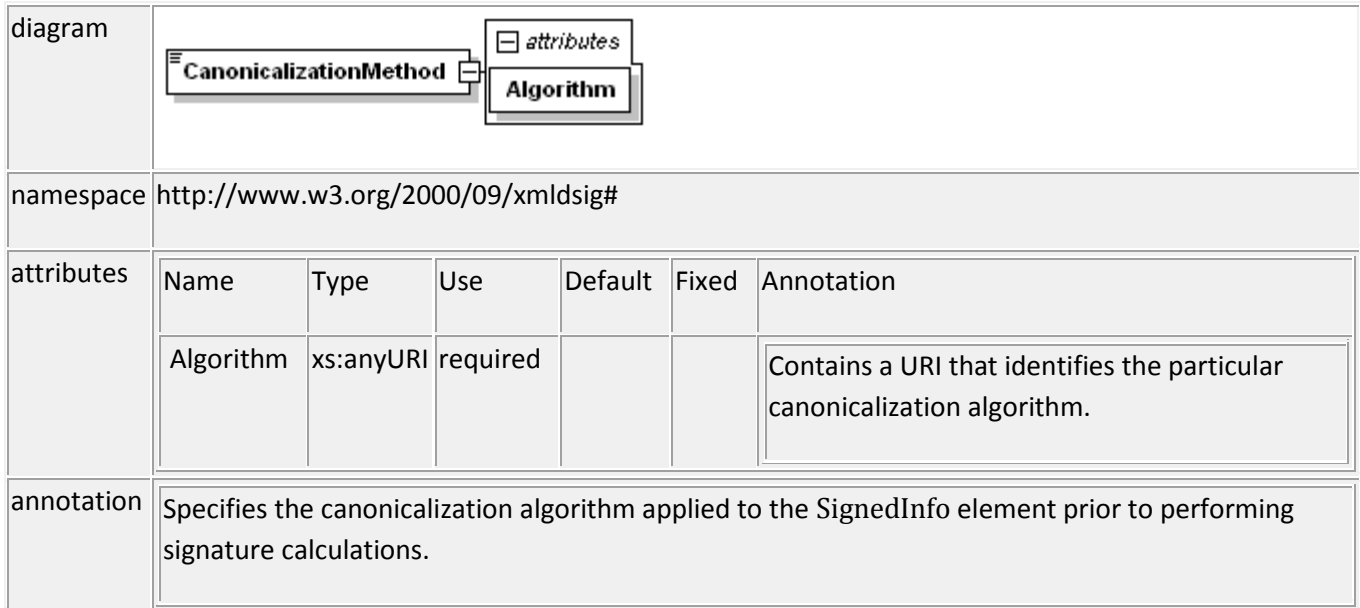 diagram
attributes
CanonicalizationMethod
Algorithm
namespace http://www.w3.org/2000/09/xmldsig#
attributes
Name Type Use Default Fixed Annotation
Algorithm xs:anyURI required Contains a URI that identifies the particular
canonicalization algorithm.
annotation Specifies the canonicalization algorithm applied to the SignedInfo element prior to performing
signature calculations.